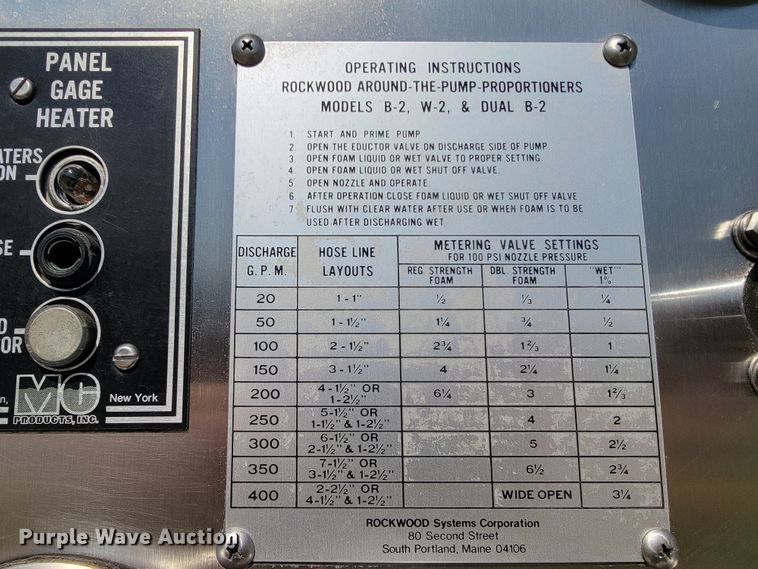 PANEL
GAGE
HEATER
ATERS
ON
SE
D
OR
MC
PRODUCTS, INC.
New York
OPERATING INSTRUCTIONS
ROCKWOOD AROUND-THE-PUMP-PROPORTIONERS
MODELS B-2, W-2, & DUAL B-2
1. START AND PRIME PUMP
2. OPEN THE EDUCTOR VALVE ON DISCHARGE SIDE OF PUMP.
3. OPEN FOAM LIQUID OR WET VALVE TO PROPER SETTING.
4. OPEN FOAM LIQUID OR WET SHUT OFF VALVE.
5. OPEN NOZZLE AND OPERATE.
6. AFTER OPERATION CLOSE FOAM LIQUID OR WET SHUT OFF VALVE
7. FLUSH WITH CLEAR WATER AFTER USE OR WHEN FOAM IS TO BE
USED AFTER DISCHARGING WET.
DISCHARGE G.P.M. HOSE LINE LAYOUTS METERING VALVE SETTINGS
FOR 100 PSI NOZZLE PRESSURE
REG. STRENGTH FOAM DBL. STRENGTH FOAM "WET" 1%
20 1-1" ½ ⅓ ¼
50 1-1½" 1¼ ¾ ½
100 2-1½" 2¾ 1⅔ 1
150 3-1½" 4 2¼ 1¼
200 4-1½" OR 1-2½" 6¼ 3 1⅔
250 5-1½" OR 1-1½" & 1-2½" 4 2
300 6-1½" OR 2-1½" & 1-2½" 5 2½
350 7-1½" OR 3-1½" & 1-2½" 6½ 2¾
400 2-2½" OR 4-1½" & 1-2½" WIDE OPEN 3¼
ROCKWOOD Systems Corporation
80 Second Street
South Portland, Maine 04106
Purple Wave Auction